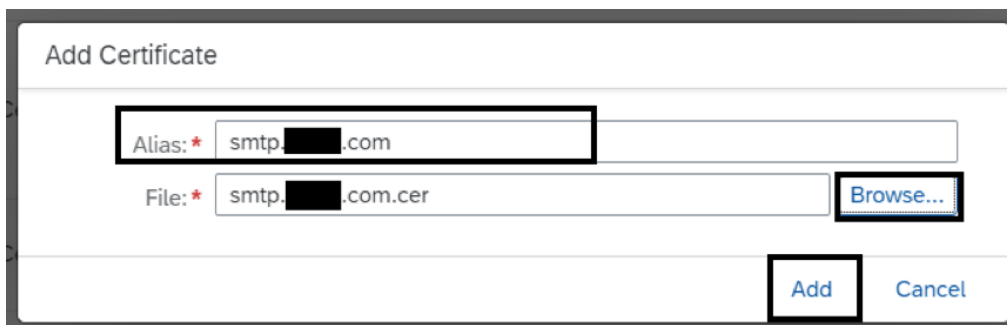 Add Certificate
Alias:* smtp. .com
File:* smtp. .com.cer Browse...
Add Cancel